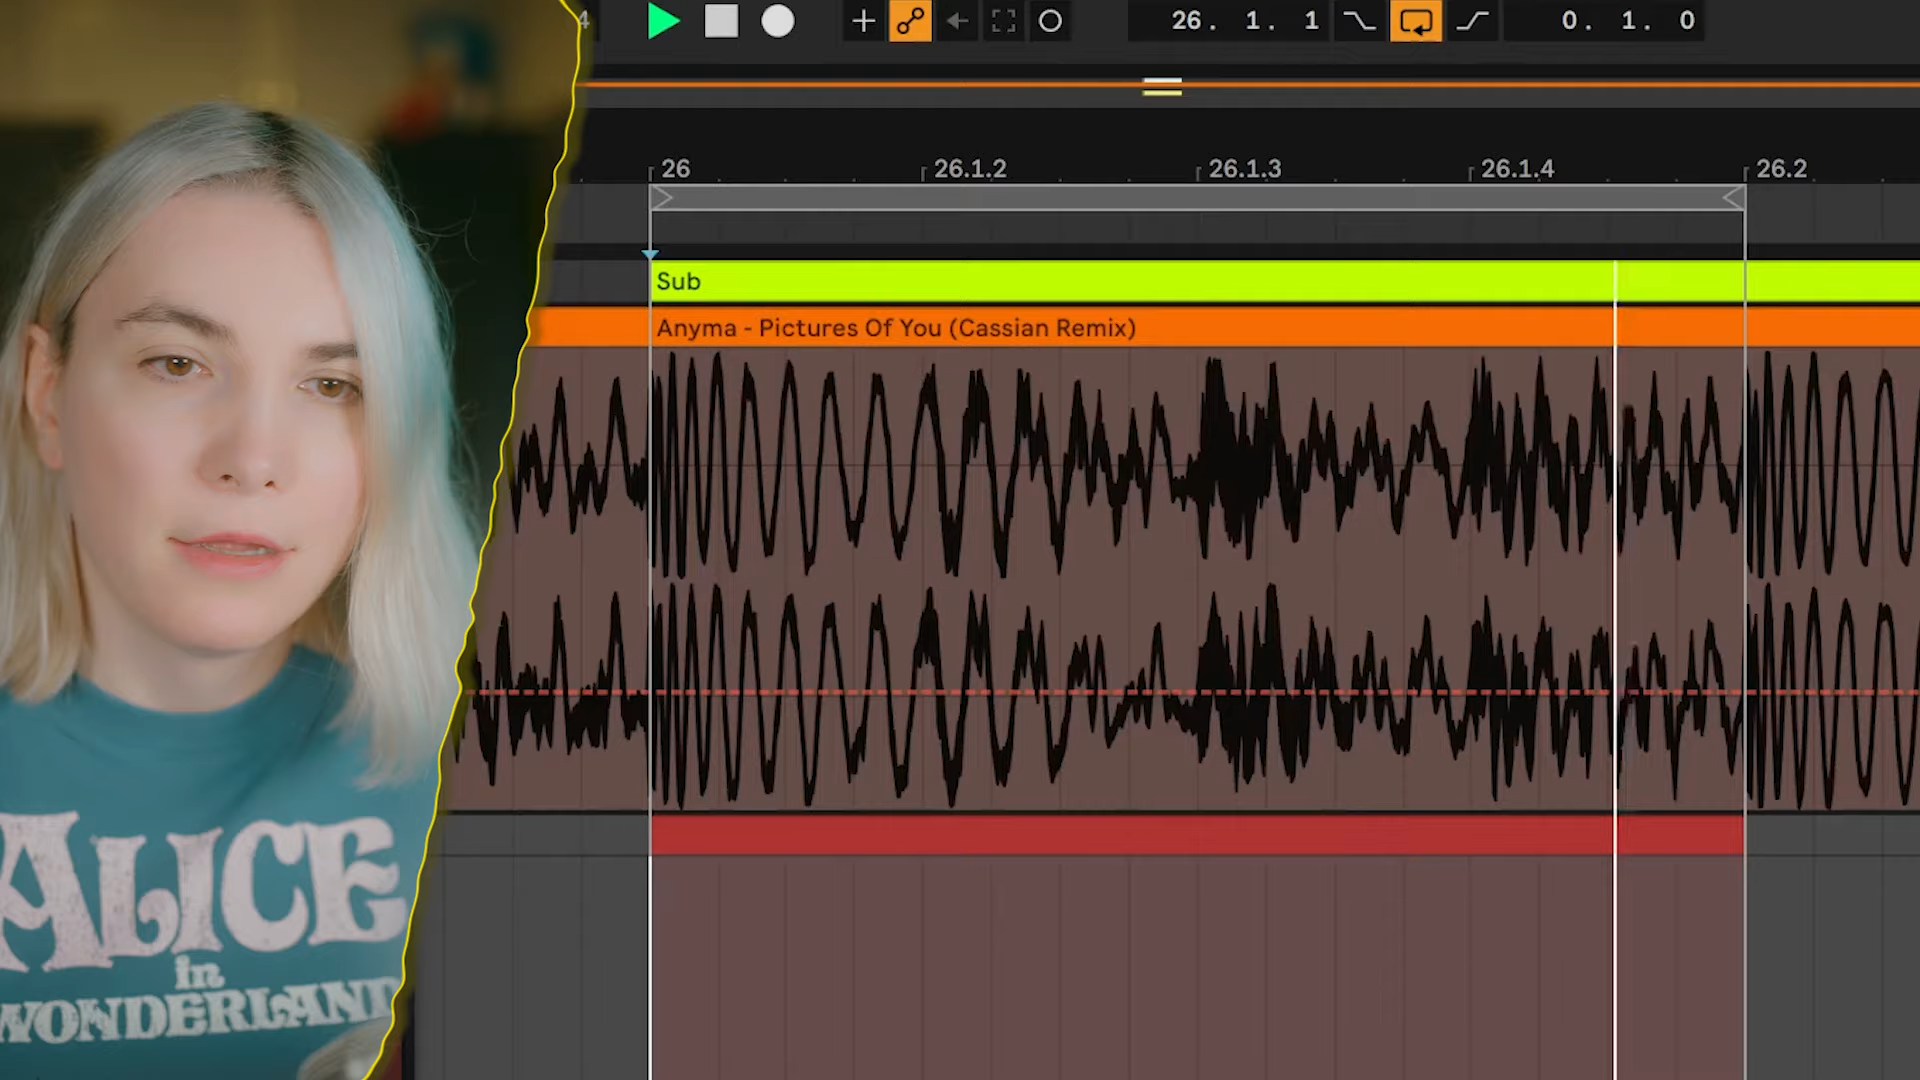 4
26. 1. 1
0. 1. 0
26
26.1.2
26.1.3
26.1.4
26.2
Sub
Anyma - Pictures Of You (Cassian Remix)
ALICE
in
WONDERLAND